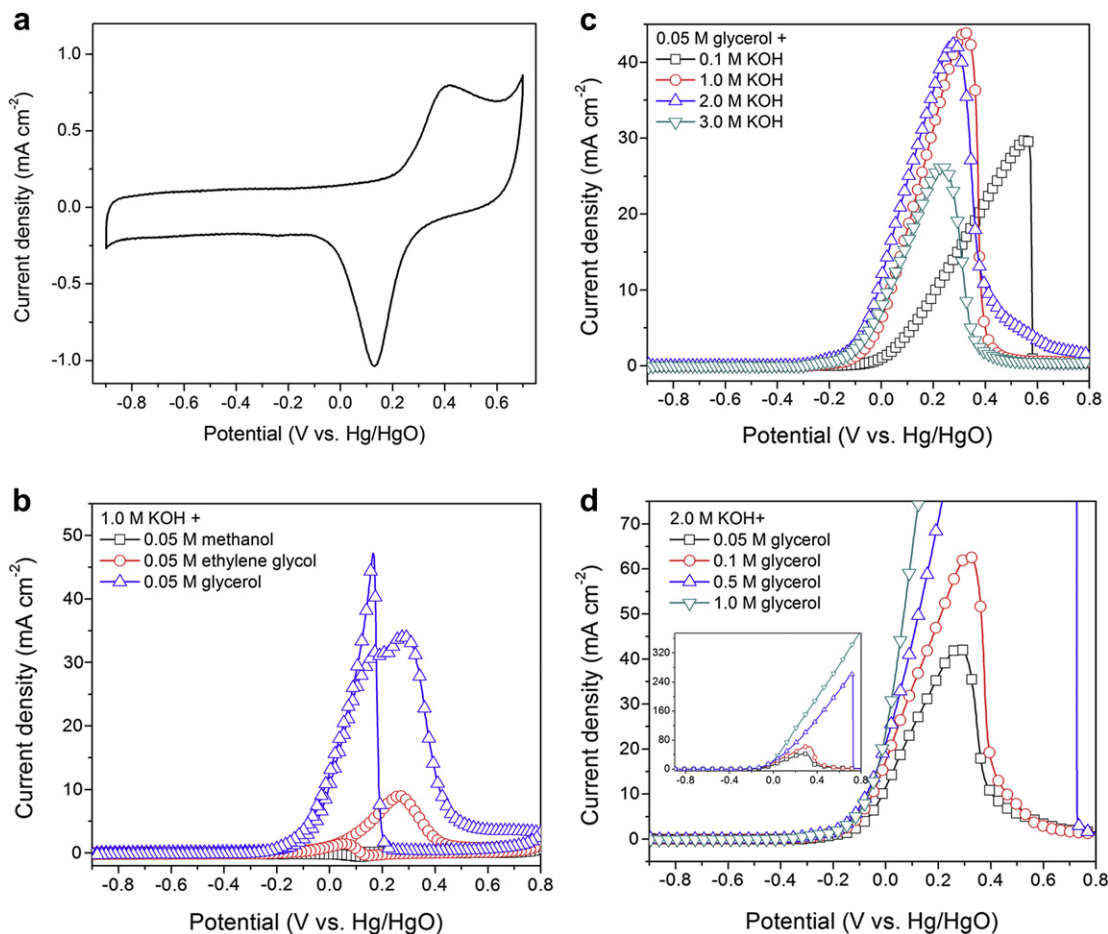 a
1.0
0.5
0.0
-0.5
-1.0
Current density (mA cm⁻²)
-0.8 -0.6 -0.4 -0.2 0.0 0.2 0.4 0.6
Potential (V vs. Hg/HgO)
c
0.05 M glycerol +
0.1 M KOH
1.0 M KOH
2.0 M KOH
3.0 M KOH
40
30
20
10
0
Current density (mA cm⁻²)
-0.8 -0.6 -0.4 -0.2 0.0 0.2 0.4 0.6 0.8
Potential (V vs. Hg/HgO)
b
1.0 M KOH +
0.05 M methanol
0.05 M ethylene glycol
0.05 M glycerol
50
40
30
20
10
0
Current density (mA cm⁻²)
-0.8 -0.6 -0.4 -0.2 0.0 0.2 0.4 0.6 0.8
Potential (V vs. Hg/HgO)
d
2.0 M KOH+
0.05 M glycerol
0.1 M glycerol
0.5 M glycerol
1.0 M glycerol
70
60
50
40
30
20
10
0
Current density (mA cm⁻²)
320
240
160
80
0
-0.8 -0.4 0.0 0.4 0.8
-0.8 -0.6 -0.4 -0.2 0.0 0.2 0.4 0.6 0.8
Potential (V vs. Hg/HgO)